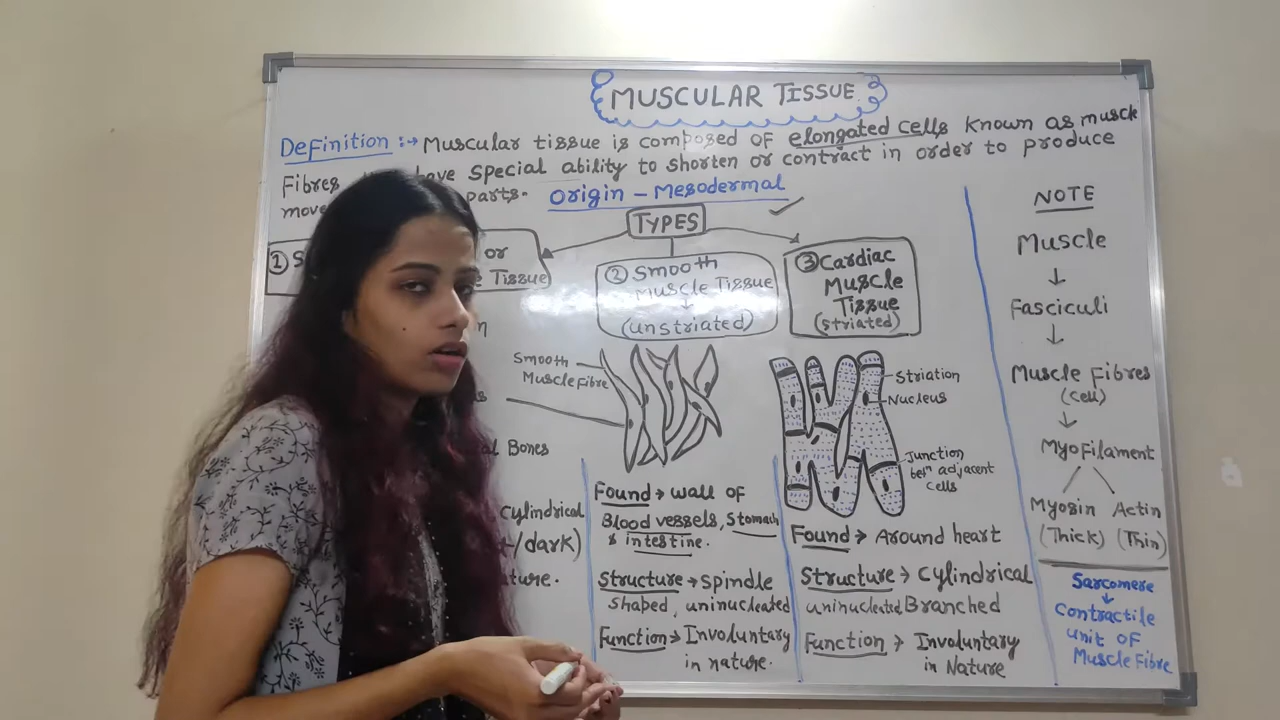 MUSCULAR TISSUE
Definition :→ Muscular tissue is composed of elongated cells known as muscle
Fibres have special ability to shorten or contract in order to produce
move parts. Origin - Mesodermal
TYPES
① S or
Tissue
② Smooth
Muscle Tissue
↓
(Unstriated)
③ Cardiac
Muscle
Tissue
(striated)
Bones
cylindrical
/dark)
Smooth
Muscle Fibre
Found → wall of
Blood vessels, Stomach
& intestine.
Structure → Spindle
shaped, uninucleated
Function → Involuntary
in nature.
Striation
Nucleus
Junction
betn adjacent
cells
Found → Around heart
Structure → Cylindrical
uninucleated, Branched
Function → Involuntary
in Nature
NOTE
Muscle
↓
Fasciculi
↓
Muscle Fibres
(cell)
↓
Myofilament
Myosin Actin
(Thick) (Thin)
Sarcomere
↓
Contractile
unit of
Muscle Fibre